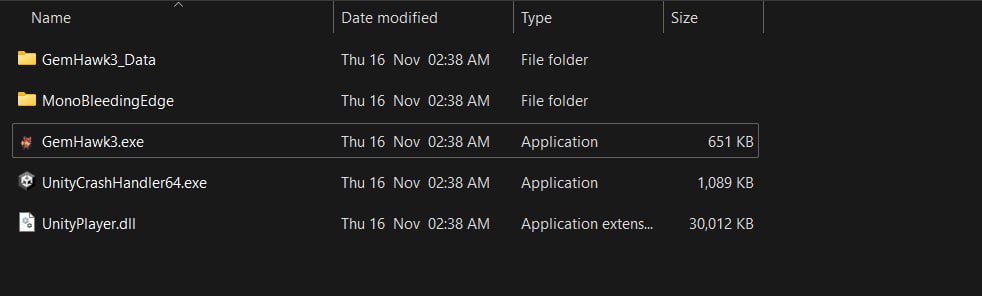 Name Date modified Type Size
GemHawk3_Data Thu 16 Nov 02:38 AM File folder
MonoBleedingEdge Thu 16 Nov 02:38 AM File folder
GemHawk3.exe Thu 16 Nov 02:38 AM Application 651 KB
UnityCrashHandler64.exe Thu 16 Nov 02:38 AM Application 1,089 KB
UnityPlayer.dll Thu 16 Nov 02:38 AM Application extens... 30,012 KB